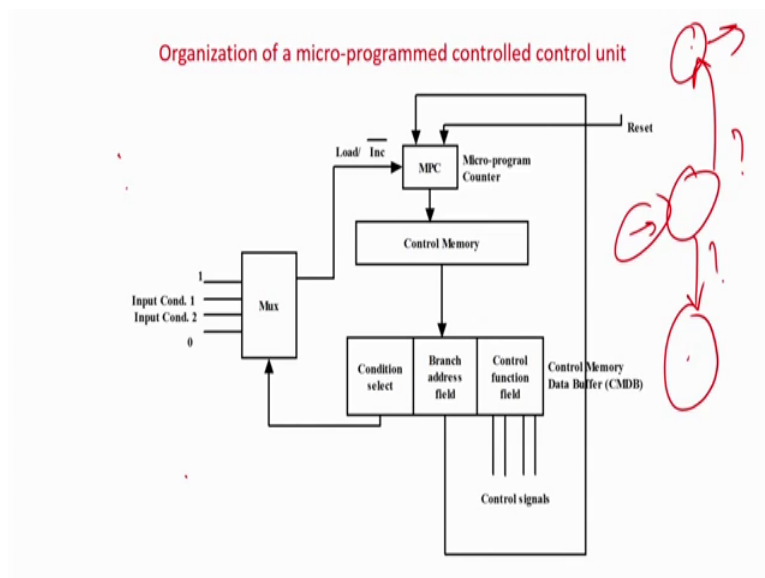 Organization of a micro-programmed controlled control unit
Reset
Load/ Inc
MPC
Micro-program
Counter
Control Memory
1
Input Cond. 1
Input Cond. 2
0
Mux
Condition
select
Branch
address
field
Control
function
field
Control Memory
Data Buffer (CMDB)
Control signals
?
?